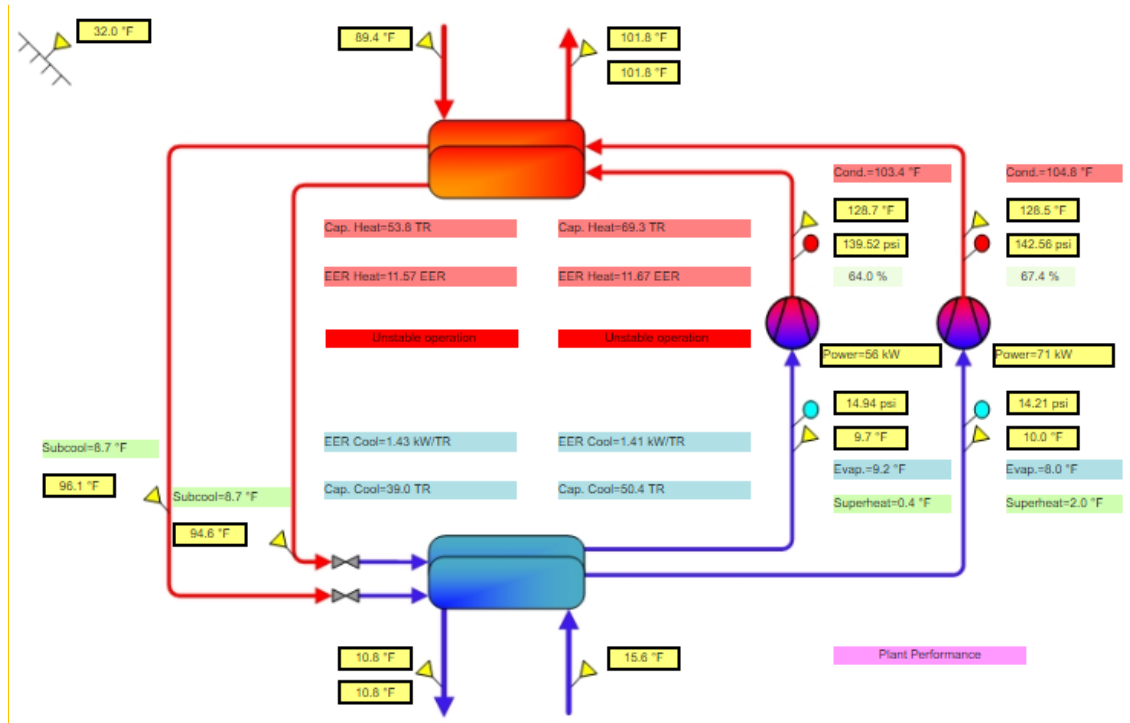 32.0 °F
89.4 °F
101.8 °F
101.8 °F
Cond.=103.4 °F
Cond.=104.8 °F
128.7 °F
128.5 °F
Cap. Heat=53.8 TR
Cap. Heat=69.3 TR
139.52 psi
142.56 psi
EER Heat=11.57 EER
EER Heat=11.67 EER
64.0 %
67.4 %
Unstable operation
Unstable operation
Power=56 kW
Power=71 kW
14.94 psi
14.21 psi
Subcool=8.7 °F
EER Cool=1.43 kW/TR
EER Cool=1.41 kW/TR
9.7 °F
10.0 °F
Evap.=9.2 °F
Evap.=8.0 °F
96.1 °F
Subcool=8.7 °F
Cap. Cool=39.0 TR
Cap. Cool=50.4 TR
Superheat=0.4 °F
Superheat=2.0 °F
94.6 °F
10.8 °F
15.6 °F
Plant Performance
10.8 °F